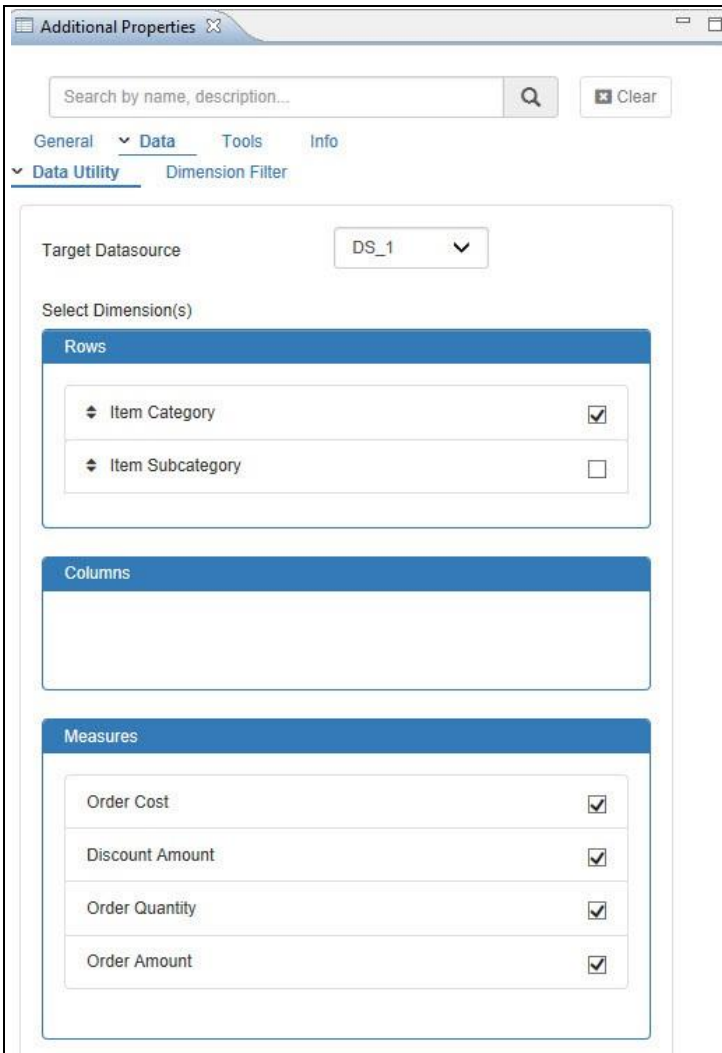 Additional Properties
Search by name, description...
Clear
General Data Tools Info
Data Utility Dimension Filter
Target Datasource DS_1
Select Dimension(s)
Rows
Item Category
Item Subcategory
Columns
Measures
Order Cost
Discount Amount
Order Quantity
Order Amount